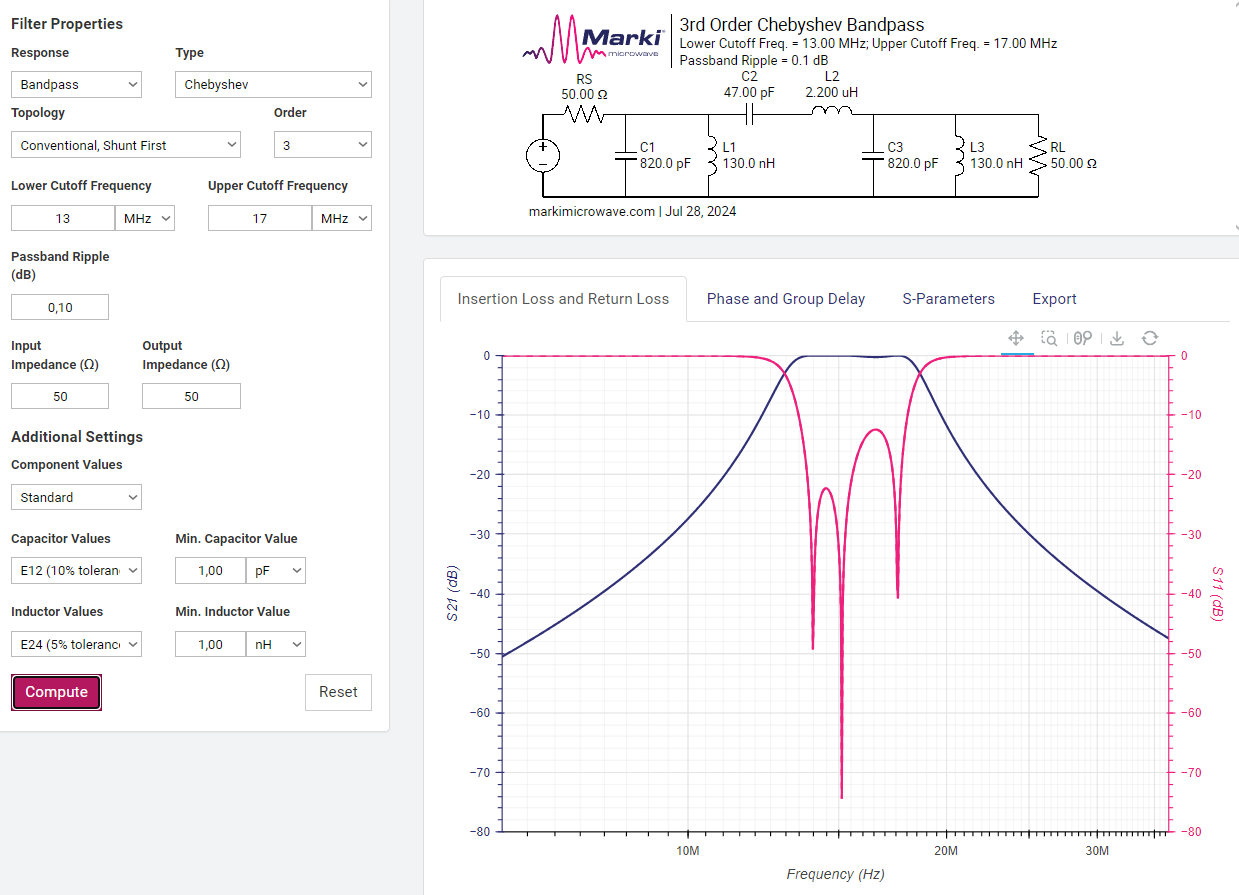 Filter Properties
Response Type
Bandpass Chebyshev
Topology Order
Conventional, Shunt First 3
Lower Cutoff Frequency Upper Cutoff Frequency
13 MHz 17 MHz
Passband Ripple
(dB)
0,10
Input Output
Impedance (Ω) Impedance (Ω)
50 50
Additional Settings
Component Values
Standard
Capacitor Values Min. Capacitor Value
E12 (10% toleran 1,00 pF
Inductor Values Min. Inductor Value
E24 (5% toleranc 1,00 nH
Compute Reset
Marki
microwave
3rd Order Chebyshev Bandpass
Lower Cutoff Freq. = 13.00 MHz; Upper Cutoff Freq. = 17.00 MHz
Passband Ripple = 0.1 dB
RS
50.00 Ω
C2
47.00 pF
L2
2.200 uH
C1
820.0 pF
L1
130.0 nH
C3
820.0 pF
L3
130.0 nH
RL
50.00 Ω
markimicrowave.com | Jul 28, 2024
Insertion Loss and Return Loss Phase and Group Delay S-Parameters Export
0 0
−10 −10
−20 −20
−30 −30
−40 −40
−50 −50
−60 −60
−70 −70
−80 −80
S21 (dB)
S11 (dB)
10M 20M 30M
Frequency (Hz)